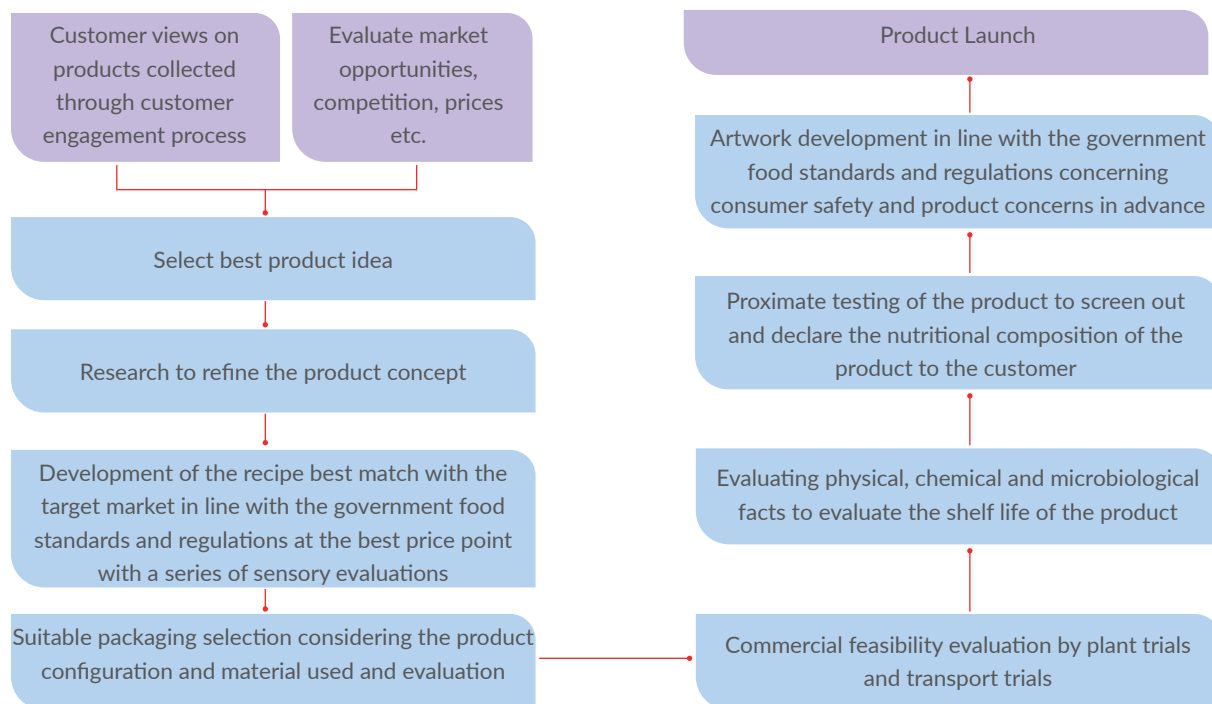 Customer views on
products collected
through customer
engagement process
Evaluate market
opportunities,
competition, prices
etc.
Select best product idea
Research to refine the product concept
Development of the recipe best match with the
target market in line with the government food
standards and regulations at the best price point
with a series of sensory evaluations
Suitable packaging selection considering the product
configuration and material used and evaluation
Commercial feasibility evaluation by plant trials
and transport trials
Evaluating physical, chemical and microbiological
facts to evaluate the shelf life of the product
Proximate testing of the product to screen out
and declare the nutritional composition of the
product to the customer
Artwork development in line with the government
food standards and regulations concerning
consumer safety and product concerns in advance
Product Launch